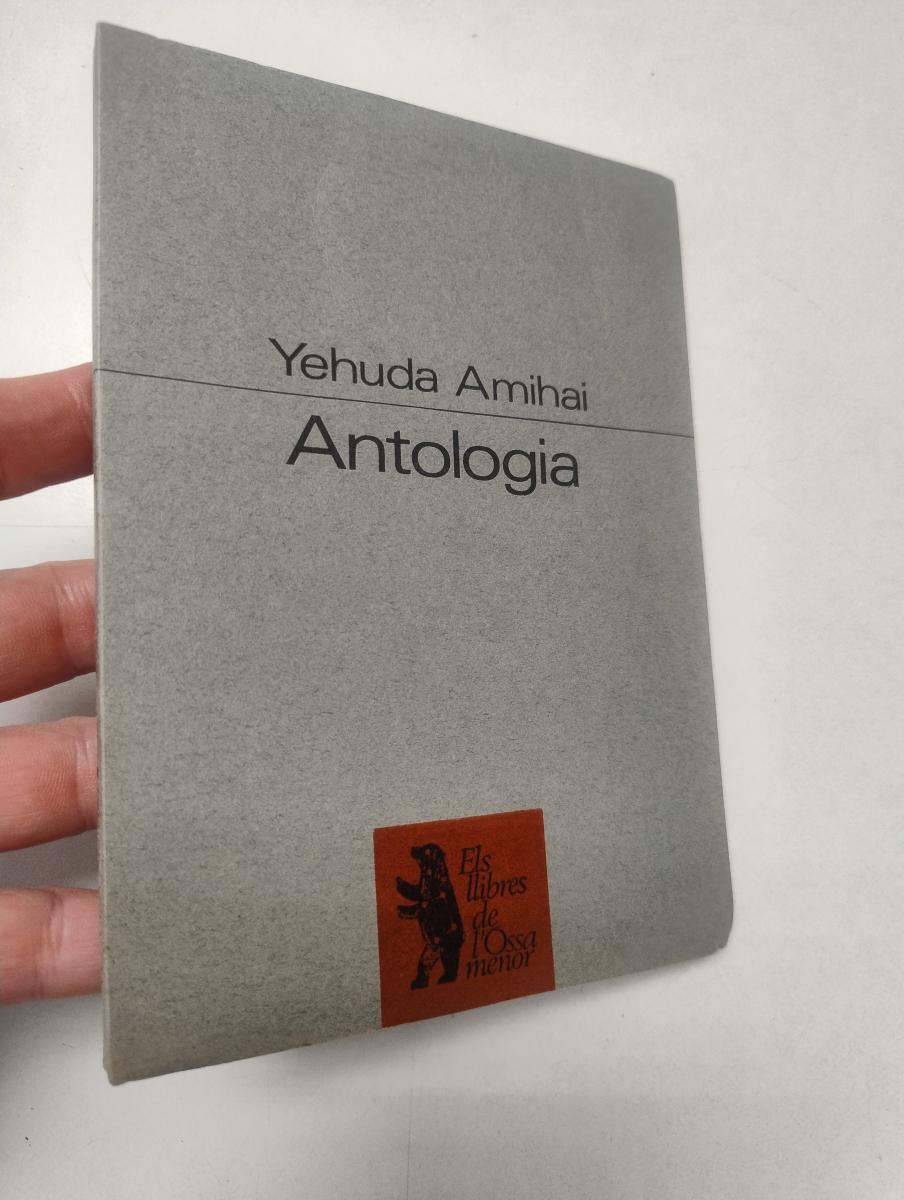 Yehuda Amihai
Antologia
Els
llibres
de
l'Ossa
menor